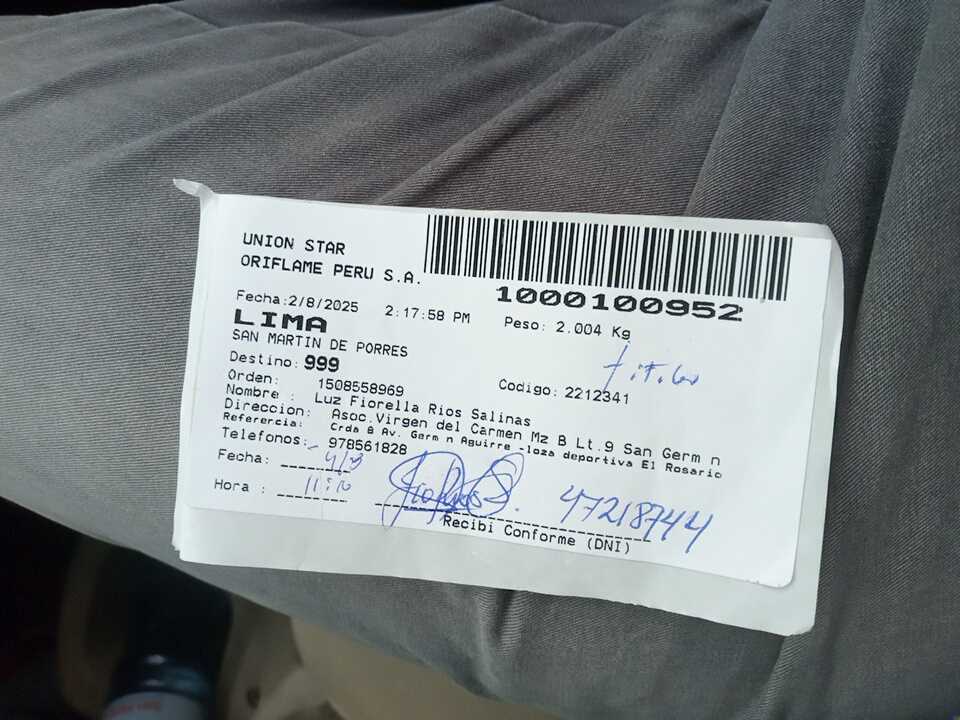 UNION STAR
ORIFLAME PERU S.A.
1000100952
Fecha:2/8/2025 2:17:58 PM Peso: 2.004 Kg
LIMA
SAN MARTIN DE PORRES
Destino: 999
Orden: 1508558969 Codigo: 2212341
Nombre : Luz Fiorella Rios Salinas
Direccion: Asoc.Virgen del Carmen Mz B Lt.9 San Germ n
Referencia: Crda 8 Av. Germ n Aguirre -loza deportiva El Rosario
Telefonos: 978561828
Fecha:
Hora : 11:10
47218744
Recibi Conforme (DNI)